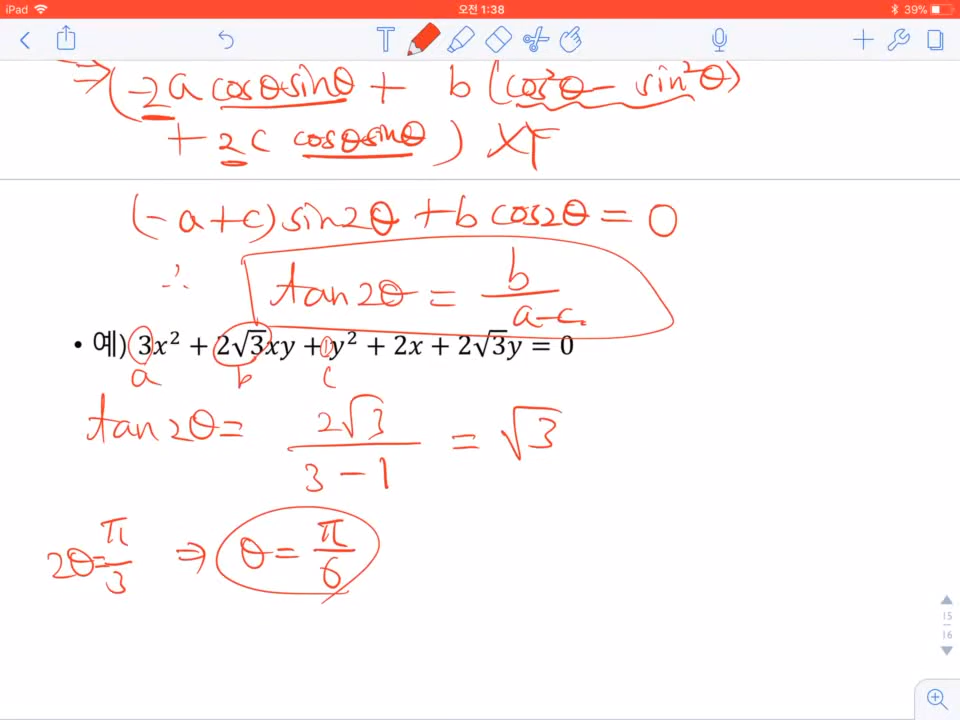 iPad 오전 1:38 39%
⇒ (-2a cosθsinθ + b (cos²θ - sin²θ)
+ 2c cosθsinθ ) XY
(-a+c) sin2θ + b cos2θ = 0
∴ tan2θ = b/(a-c)
• 예) 3x² + 2√3xy + y² + 2x + 2√3y = 0
a b c
tan2θ = 2√3/(3-1) = √3
2θ = π/3 ⇒ θ = π/6
15
16